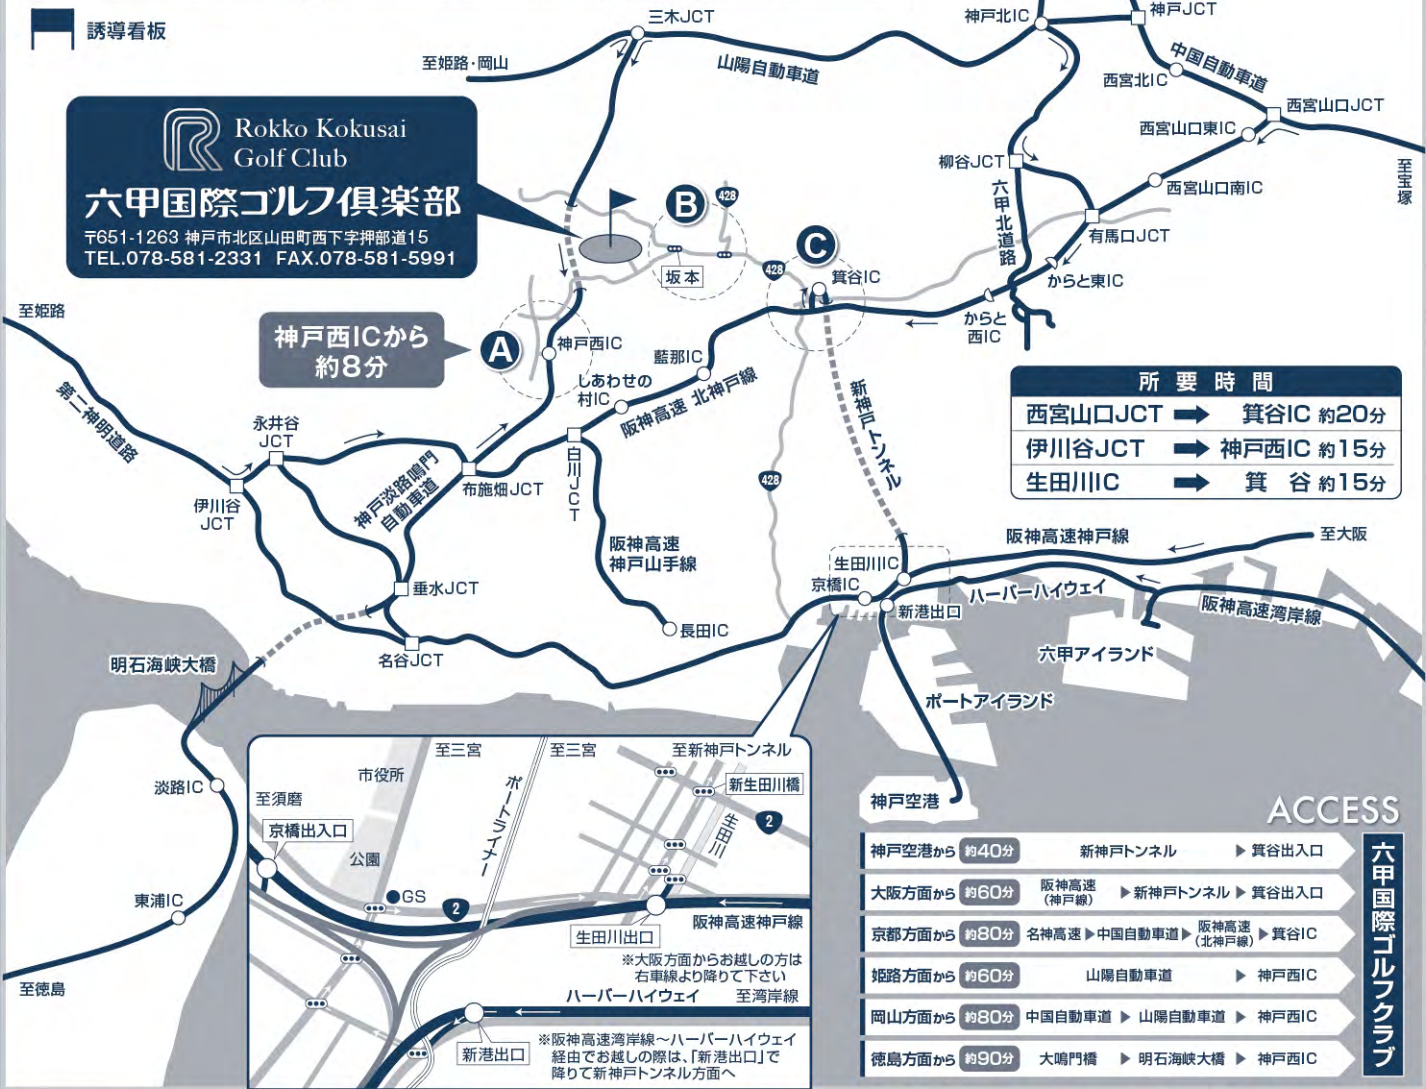 誘導看板
三木JCT
神戸北IC
神戸JCT
至姫路・岡山
山陽自動車道
中国自動車道
西宮北IC
西宮山口JCT
西宮山口東IC
至宝塚
柳谷JCT
西宮山口南IC
六甲北道路
有馬口JCT
からと東IC
からと
西IC
Rokko Kokusai
Golf Club
六甲国際ゴルフ倶楽部
〒651-1263 神戸市北区山田町西下字押部道15
TEL.078-581-2331 FAX.078-581-5991
B
428
坂本
428
C
箕谷IC
至姫路
神戸西ICから
約8分
A
神戸西IC
藍那IC
しあわせの
村IC
阪神高速 北神戸線
新神戸トンネル
428
第二神明道路
永井谷
JCT
伊川谷
JCT
神戸淡路鳴門
自動車道
布施畑JCT
白川JCT
阪神高速
神戸山手線
垂水JCT
長田IC
名谷JCT
明石海峡大橋
淡路IC
東浦IC
至徳島
所要時間
西宮山口JCT ➡ 箕谷IC 約20分
伊川谷JCT ➡ 神戸西IC 約15分
生田川IC ➡ 箕谷 約15分
阪神高速神戸線
至大阪
生田川IC
京橋IC
新港出口
ハーバーハイウェイ
阪神高速湾岸線
六甲アイランド
ポートアイランド
神戸空港
至三宮
至三宮
至新神戸トンネル
市役所
ポートライナー
新生田川橋
至須磨
2
生田川
京橋出入口
公園
GS
2
阪神高速神戸線
生田川出口
※大阪方面からお越しの方は
右車線より降りて下さい
ハーバーハイウェイ
至湾岸線
新港出口
※阪神高速湾岸線〜ハーバーハイウェイ
経由でお越しの際は、「新港出口」で
降りて新神戸トンネル方面へ
ACCESS
神戸空港から 約40分 新神戸トンネル ▶ 箕谷出入口
大阪方面から 約60分 阪神高速(神戸線) ▶ 新神戸トンネル ▶ 箕谷出入口
京都方面から 約80分 名神高速 ▶ 中国自動車道 ▶ 阪神高速(北神戸線) ▶ 箕谷IC
姫路方面から 約60分 山陽自動車道 ▶ 神戸西IC
岡山方面から 約80分 中国自動車道 ▶ 山陽自動車道 ▶ 神戸西IC
徳島方面から 約90分 大鳴門橋 ▶ 明石海峡大橋 ▶ 神戸西IC
六甲国際ゴルフクラブ